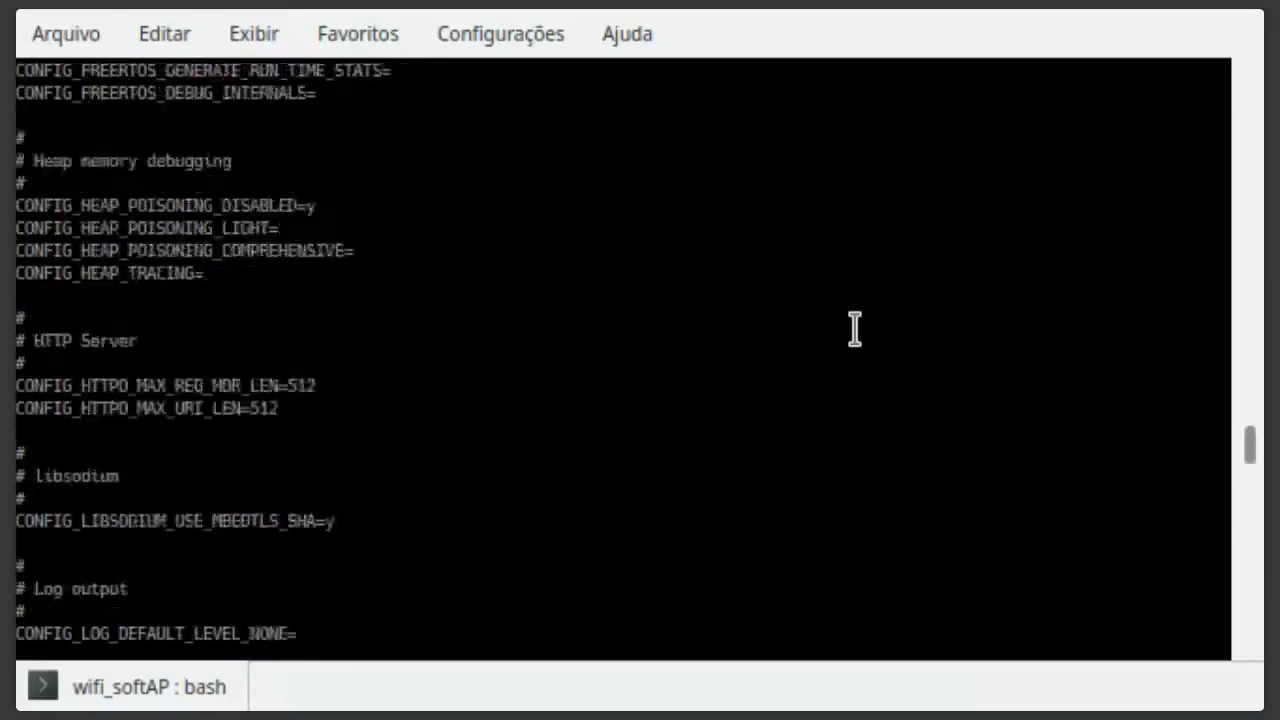 Arquivo Editar Exibir Favoritos Configurações Ajuda
CONFIG_FREERTOS_GENERATE_RUN_TIME_STATS=
CONFIG_FREERTOS_DEBUG_INTERNALS=
#
# Heap memory debugging
#
CONFIG_HEAP_POISONING_DISABLED=y
CONFIG_HEAP_POISONING_LIGHT=
CONFIG_HEAP_POISONING_COMPREHENSIVE=
CONFIG_HEAP_TRACING=
#
# HTTP Server
#
CONFIG_HTTPD_MAX_REQ_HDR_LEN=512
CONFIG_HTTPD_MAX_URI_LEN=512
#
# libsodium
#
CONFIG_LIBSODIUM_USE_MBEDTLS_SHA=y
#
# Log output
#
CONFIG_LOG_DEFAULT_LEVEL_NONE=
wifi_softAP : bash